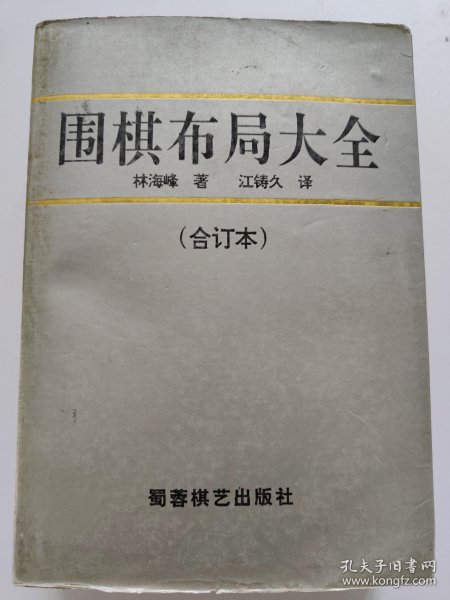 围棋布局大全
林海峰 著 江铸久 译
(合订本)
蜀蓉棋艺出版社
孔夫子旧书网
www.kongfz.com